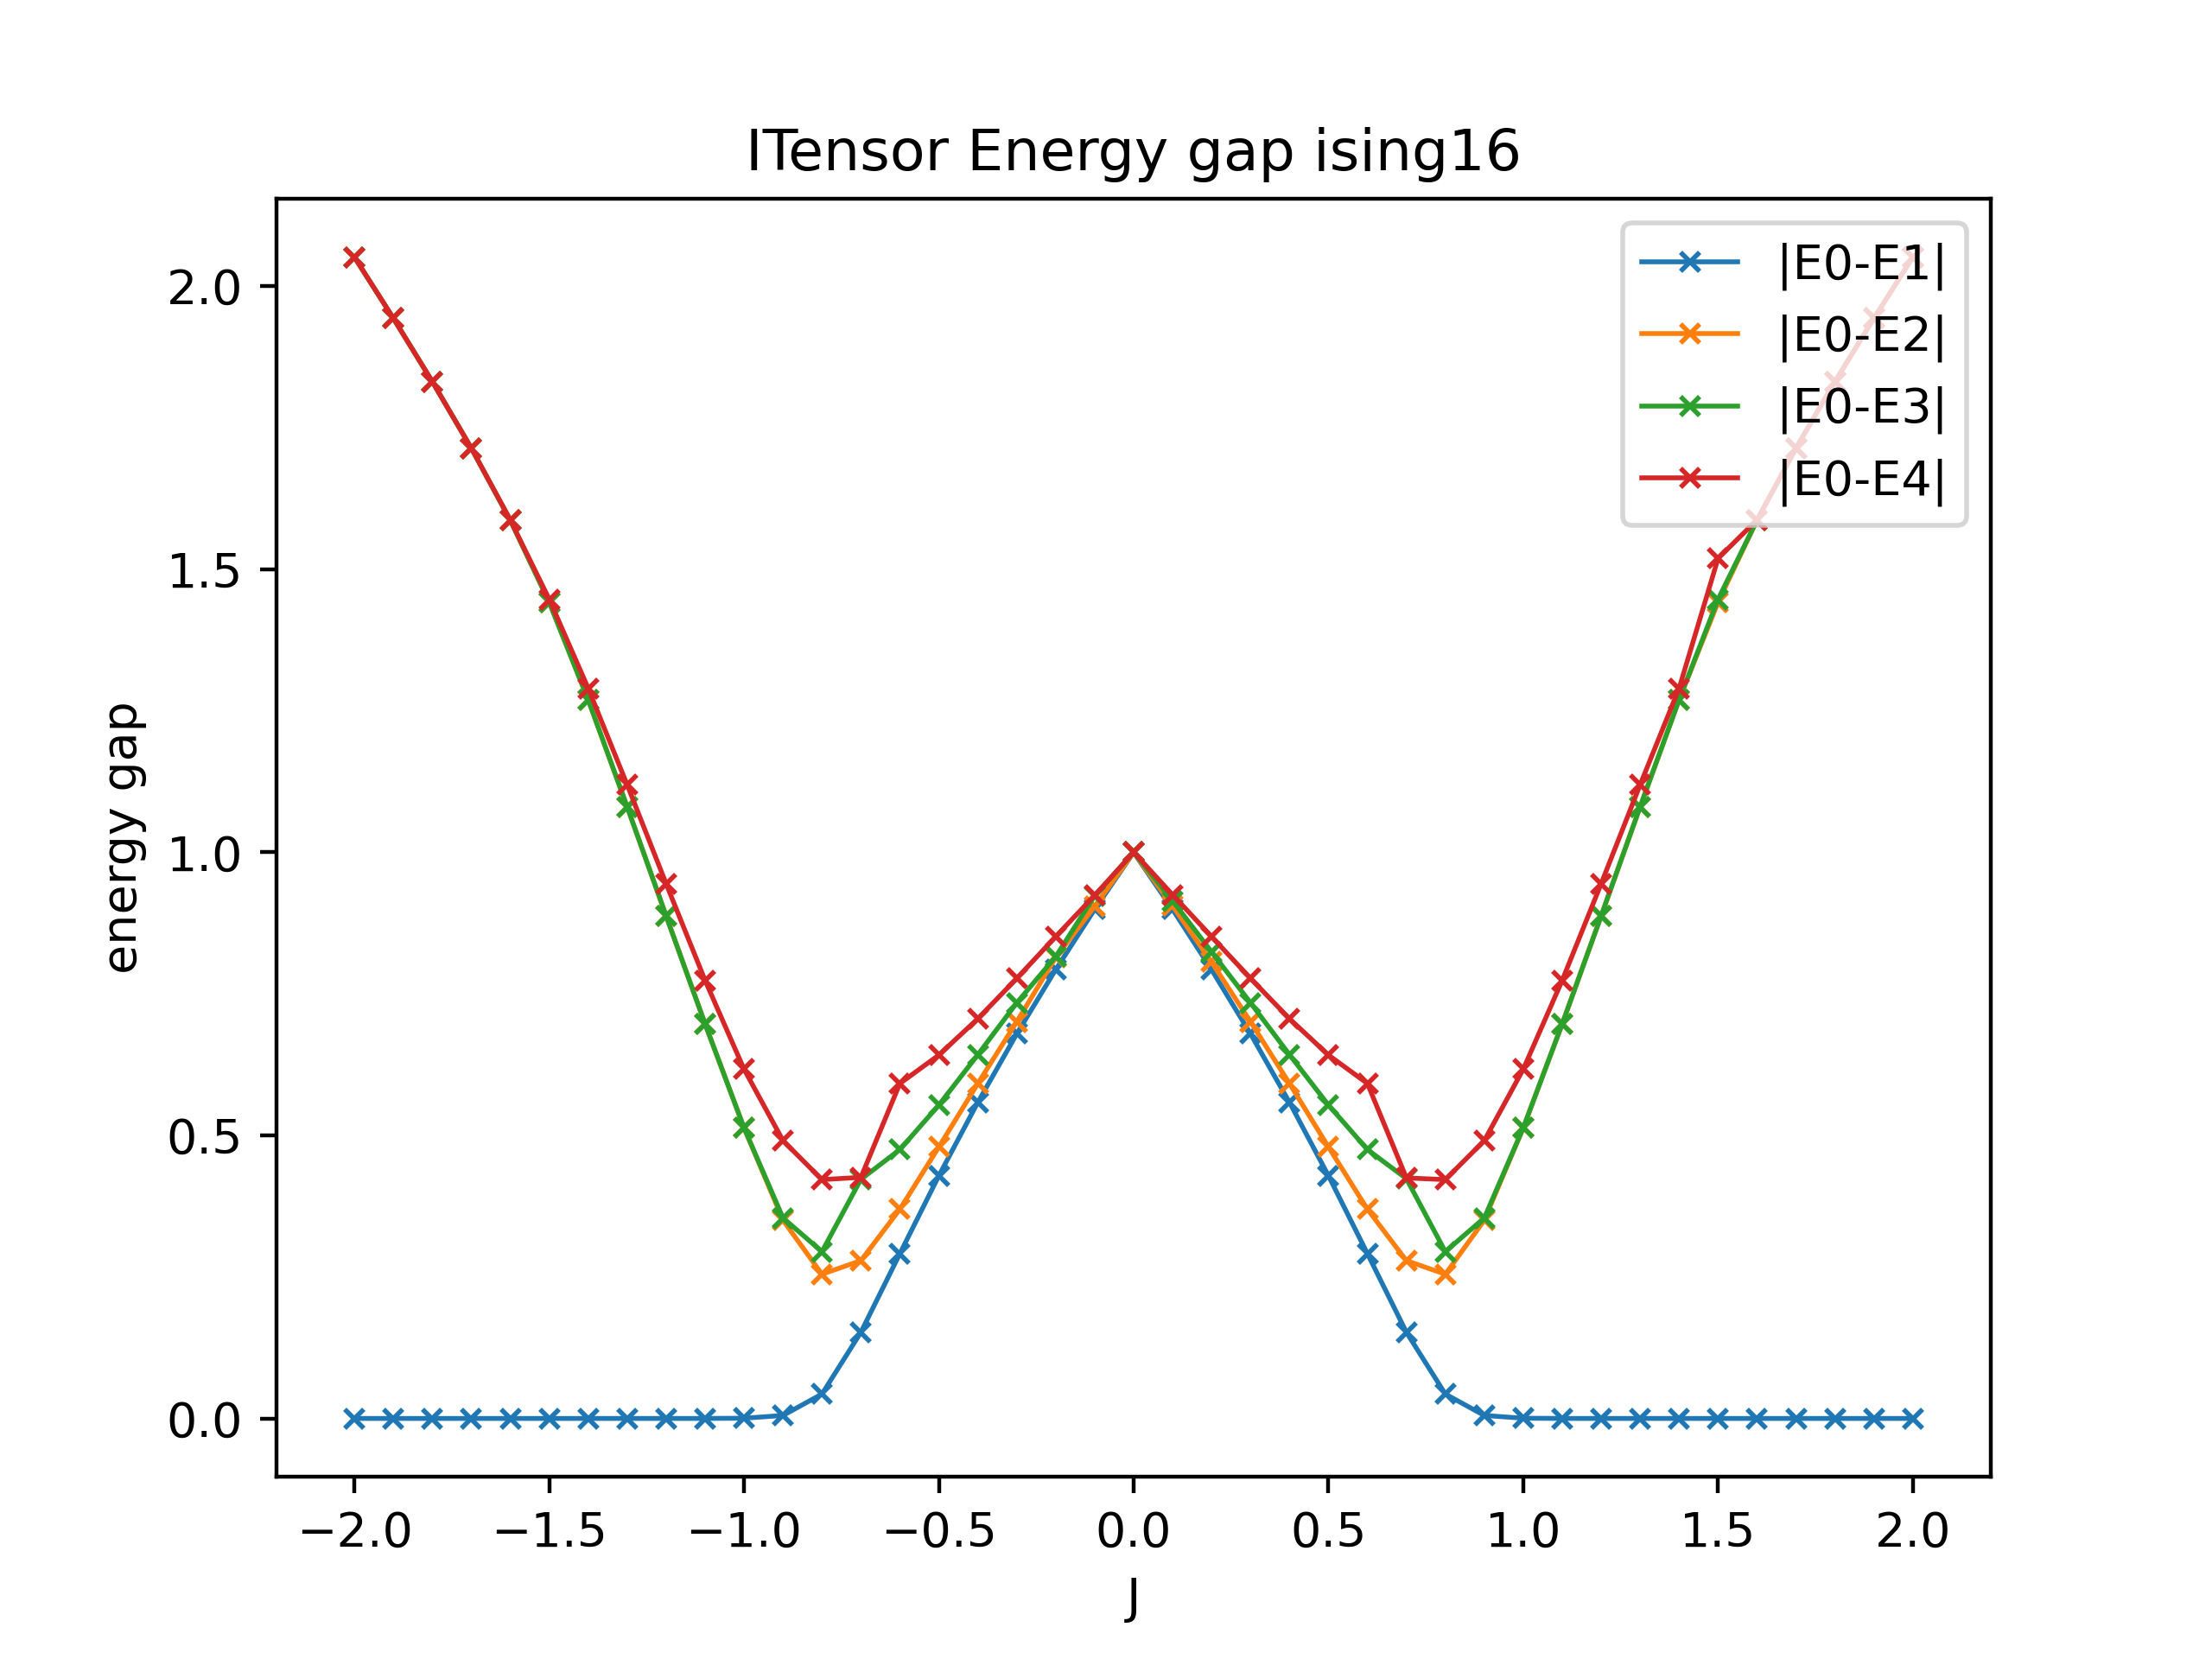 ITensor Energy gap ising16
|E0-E1|
|E0-E2|
|E0-E3|
|E0-E4|
energy gap
2.0
1.5
1.0
0.5
0.0
−2.0 −1.5 −1.0 −0.5 0.0 0.5 1.0 1.5 2.0
J